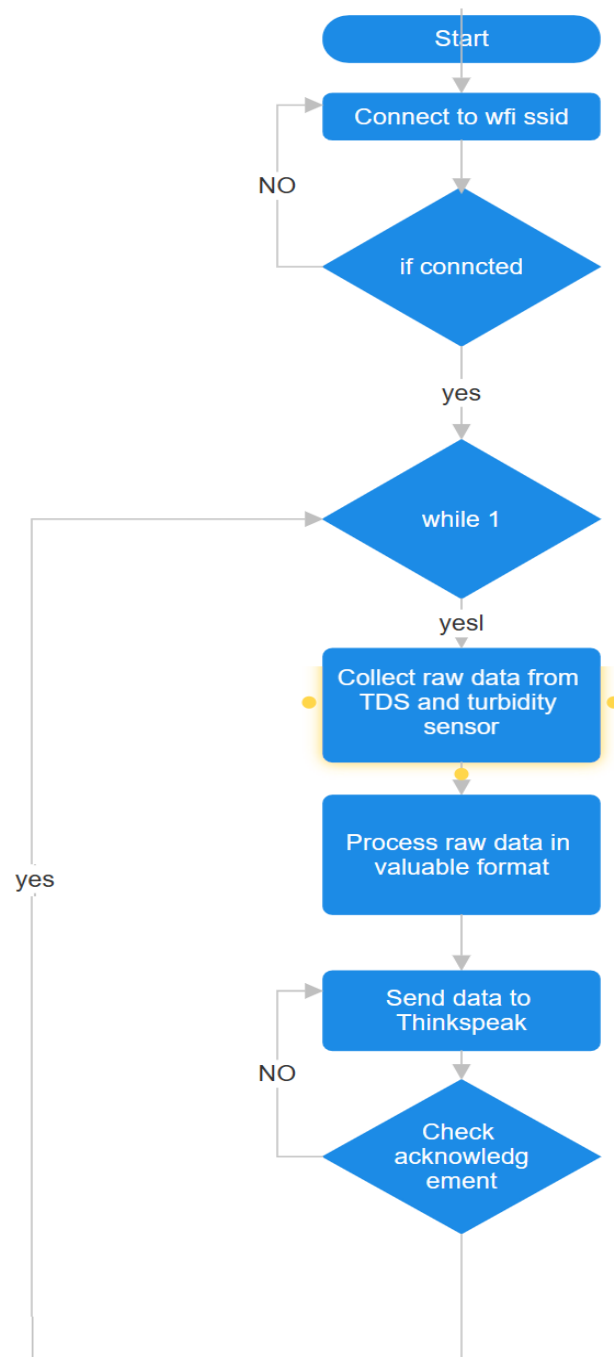 Start
Connect to wfi ssid
NO
if conncted
yes
while 1
yesl
Collect raw data from
TDS and turbidity
sensor
Process raw data in
valuable format
yes
Send data to
Thinkspeak
NO
Check
acknowledg
ement